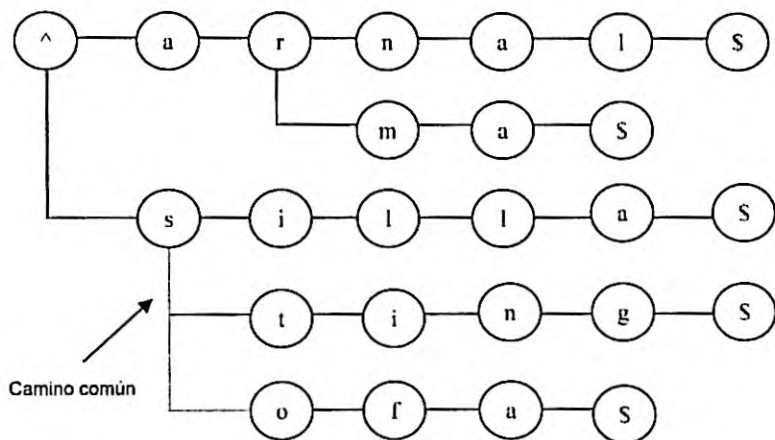 ^ a r n a l $
m a $
s i l l a $
t i n g $
o f a $
Camino común